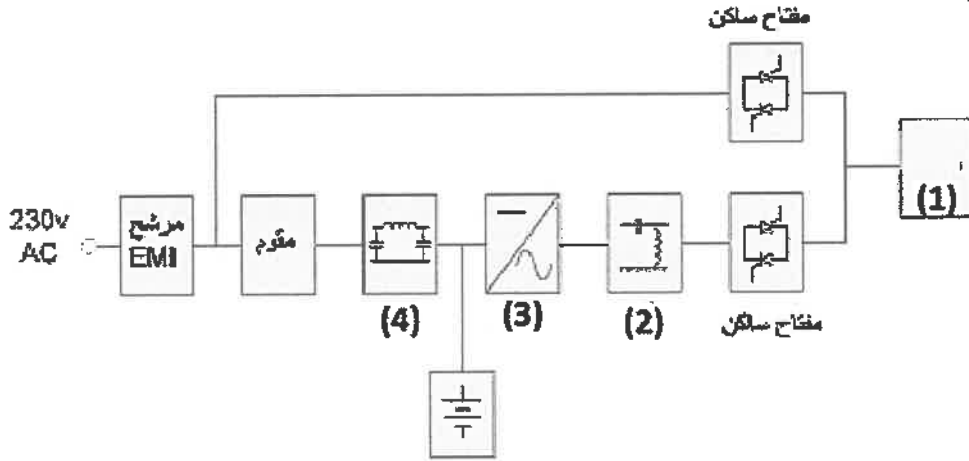 مفتاح ساكن
230v
AC
مرشح
EMI
مقوم
(1)
(4)
(3)
(2)
مفتاح ساكن